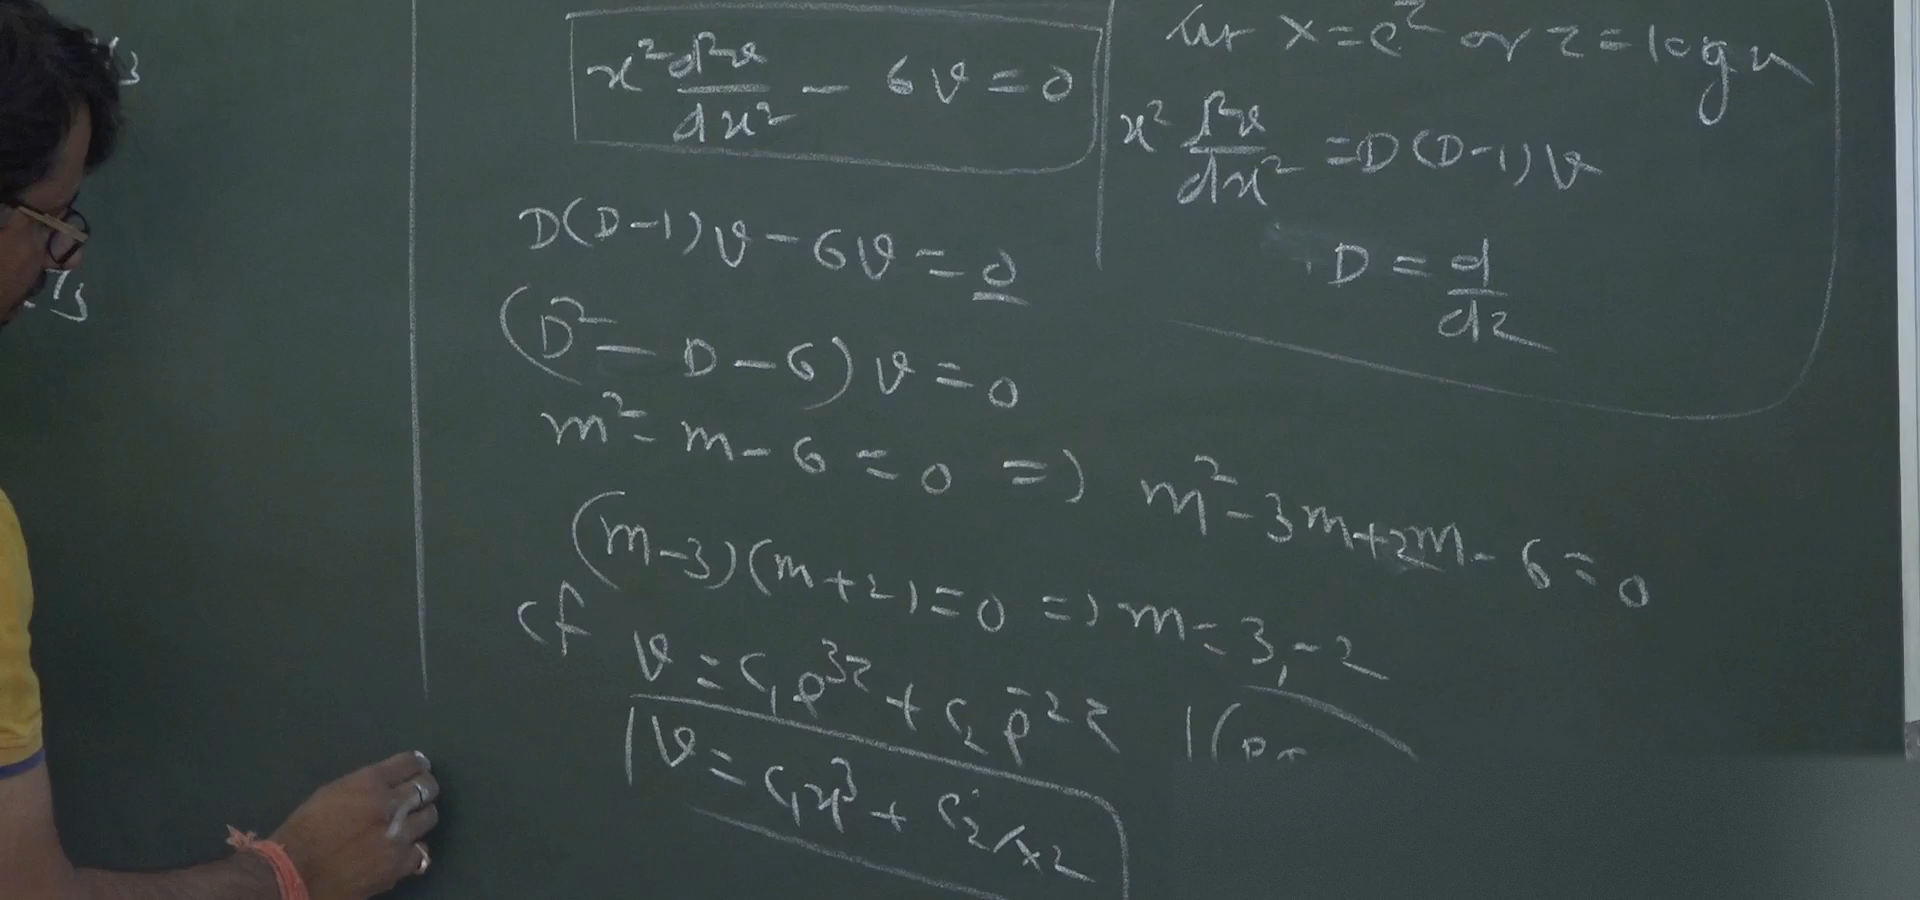 x² d²v/dx² - 6v = 0
D(D-1)v - 6v = 0
(D² - D - 6)v = 0
m² - m - 6 = 0 => m² - 3m + 2m - 6 = 0
(m-3)(m+2) = 0 => m = 3, -2
cf
v = c₁e^3z + c₂e^-2z
v = c₁x³ + c₂/x²
x = e^z or z = log x
x² d²v/dx² = D(D-1)v
D = d/dz